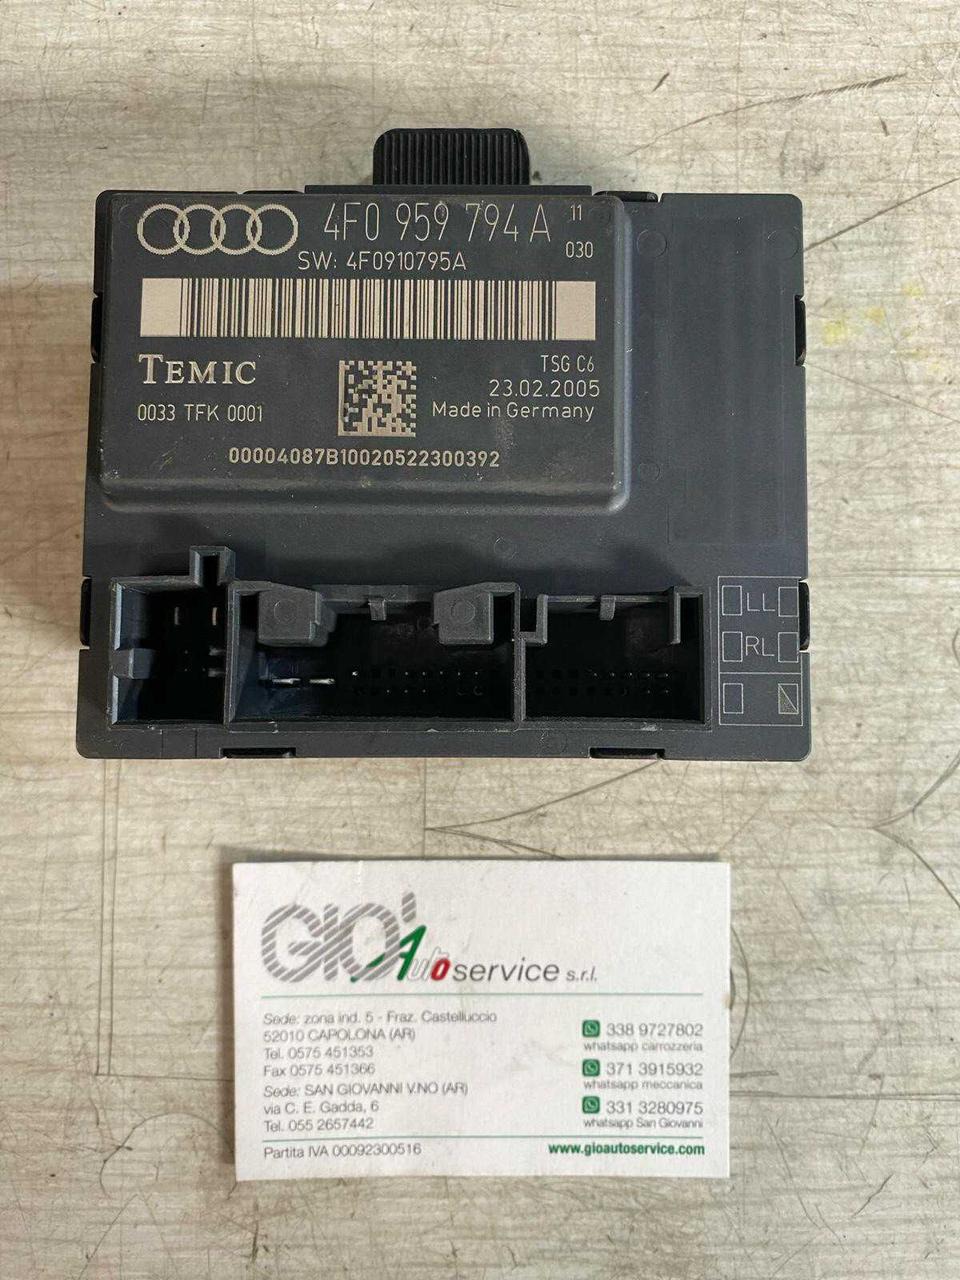 4F0 959 794 A 11
030
SW: 4F0910795A
TEMIC
TSG C6
23.02.2005
0033 TFK 0001
Made in Germany
00004087B10020522300392
LL
RL
GIO' Auto service s.r.l.
Sede: zona ind. 5 - Fraz. Castelluccio
52010 CAPOLONA (AR)
Tel. 0575 451353
Fax 0575 451366
Sede: SAN GIOVANNI V.NO (AR)
via C. E. Gadda, 6
Tel. 055 2657442
338 9727802
whatsapp carrozzeria
371 3915932
whatsapp meccanica
331 3280975
whatsapp San Giovanni
Partita IVA 00092300516
www.gioautoservice.com